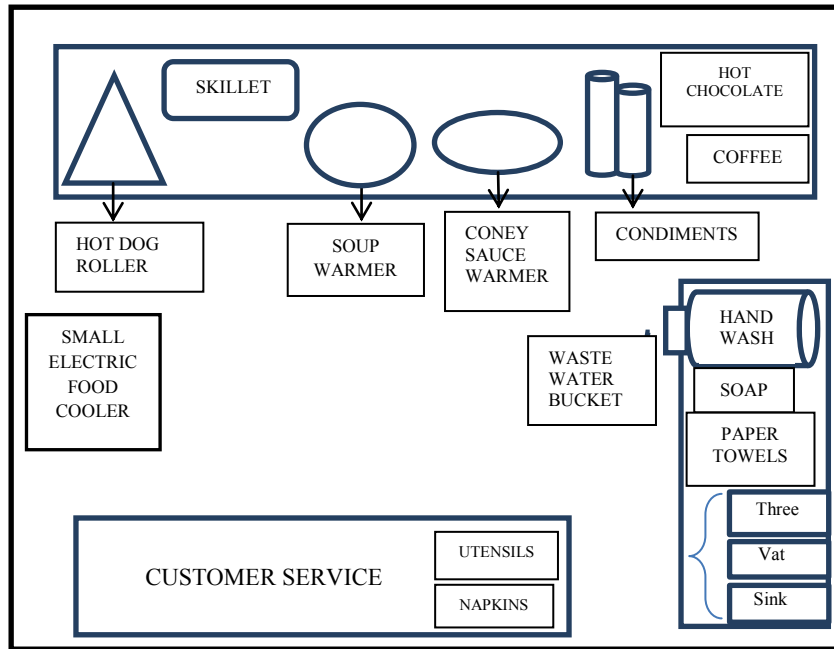 SKILLET
HOT
CHOCOLATE
COFFEE
HOT DOG
ROLLER
SOUP
WARMER
CONEY
SAUCE
WARMER
CONDIMENTS
SMALL
ELECTRIC
FOOD
COOLER
WASTE
WATER
BUCKET
HAND
WASH
SOAP
PAPER
TOWELS
Three
Vat
Sink
CUSTOMER SERVICE
UTENSILS
NAPKINS